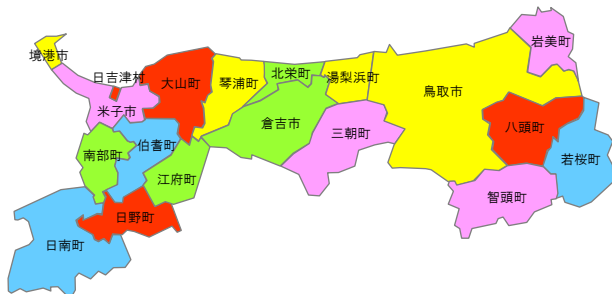 岩美町
境港市
日吉津村
大山町
琴浦町
北栄町
湯梨浜町
鳥取市
米子市
倉吉市
三朝町
八頭町
伯耆町
南部町
若桜町
江府町
智頭町
日野町
日南町